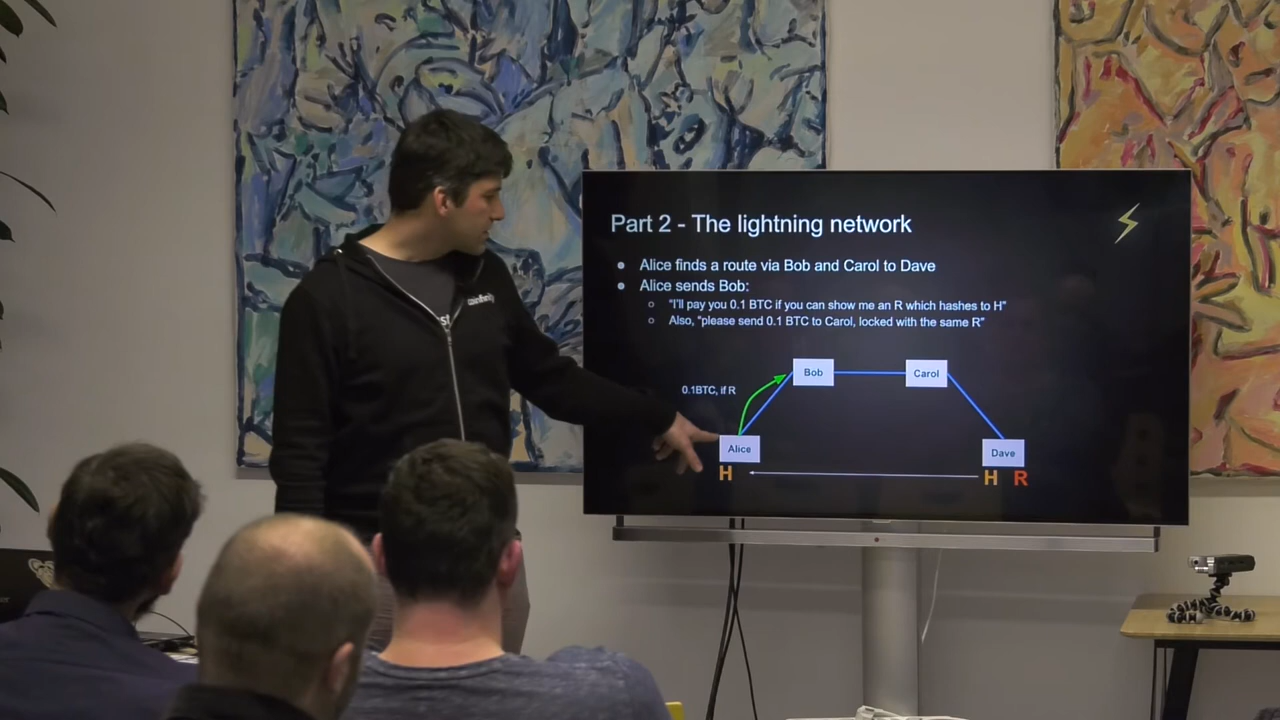 Part 2 - The lightning network
Alice finds a route via Bob and Carol to Dave
Alice sends Bob:
"I'll pay you 0.1 BTC if you can show me an R which hashes to H"
Also, "please send 0.1 BTC to Carol, locked with the same R"
Bob
Carol
0.1BTC, if R
Alice
Dave
H
H R